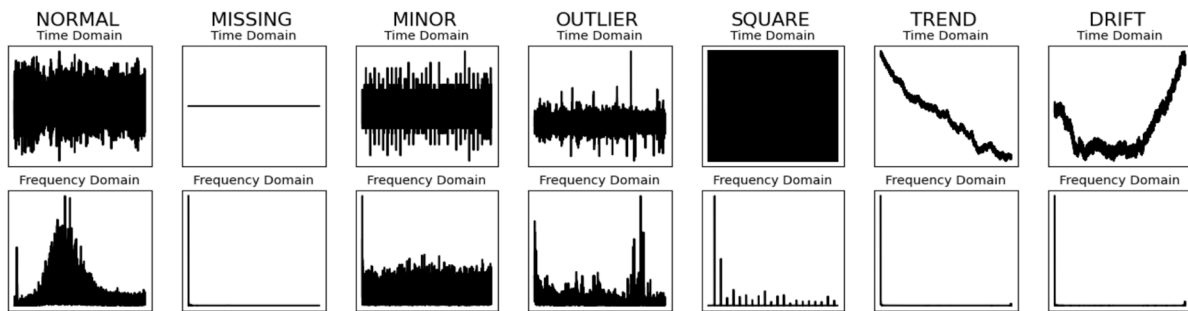 NORMAL MISSING MINOR OUTLIER SQUARE TREND DRIFT
Time Domain Time Domain Time Domain Time Domain Time Domain Time Domain Time Domain
Frequency Domain Frequency Domain Frequency Domain Frequency Domain Frequency Domain Frequency Domain Frequency Domain